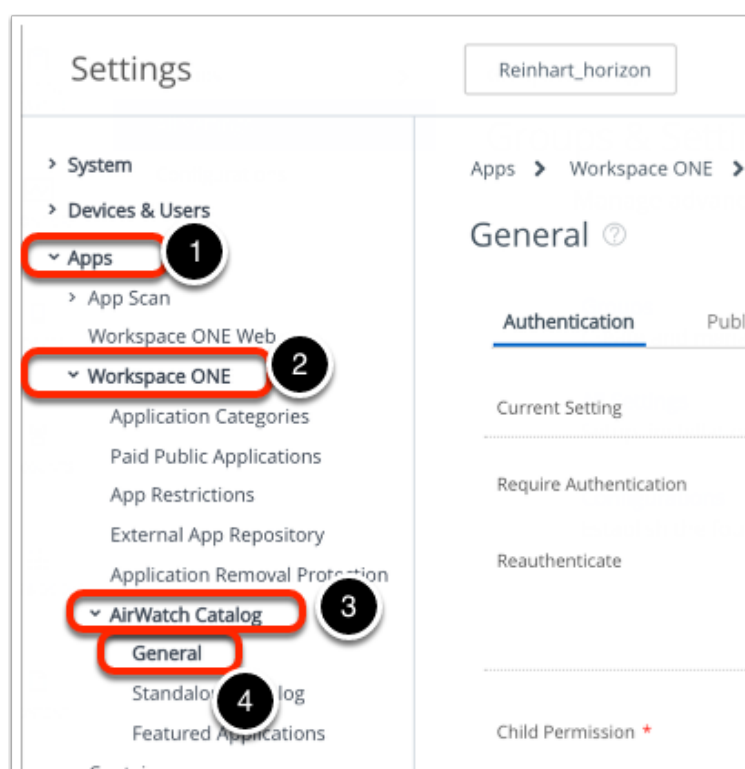 Settings
Reinhart_horizon
System
Devices & Users
Apps
1
App Scan
Workspace ONE Web
2
Workspace ONE
Application Categories
Paid Public Applications
App Restrictions
External App Repository
Application Removal Protection
AirWatch Catalog
3
General
4
Featured Applications
Apps > Workspace ONE >
General ?
Authentication
Current Setting
Require Authentication
Reauthenticate
Child Permission *